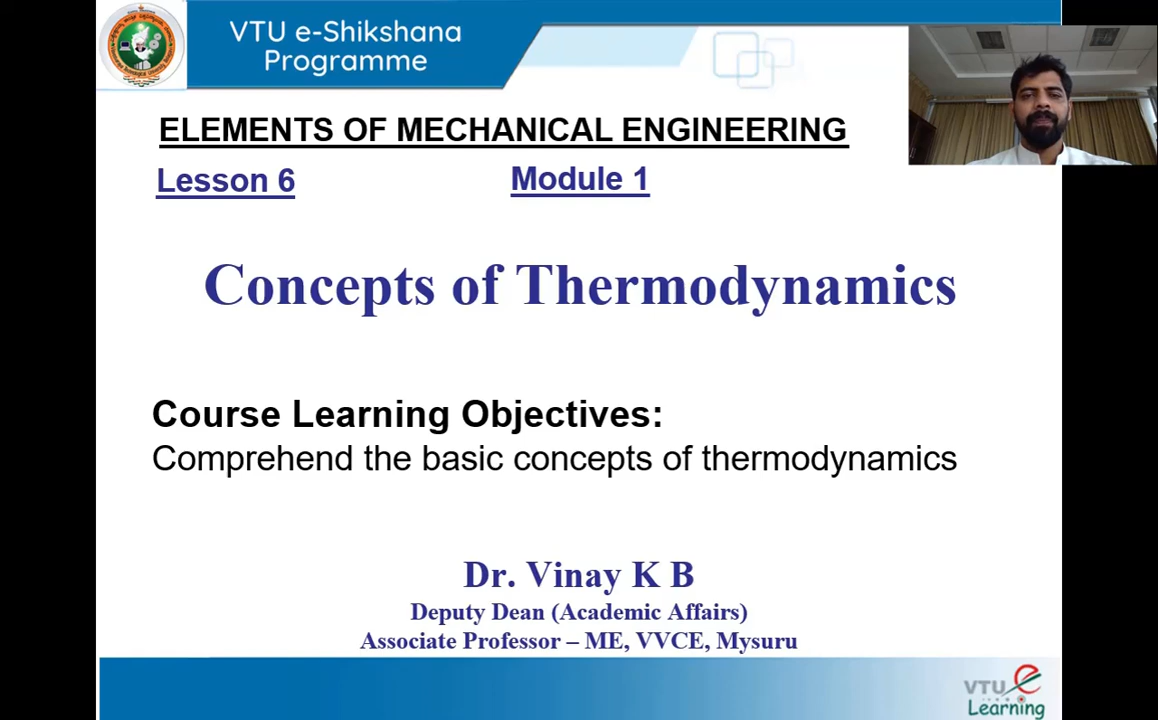 VTU e-Shikshana
Programme
ELEMENTS OF MECHANICAL ENGINEERING
Lesson 6 Module 1
Concepts of Thermodynamics
Course Learning Objectives:
Comprehend the basic concepts of thermodynamics
Dr. Vinay K B
Deputy Dean (Academic Affairs)
Associate Professor – ME, VVCE, Mysuru
VTU e
Learning